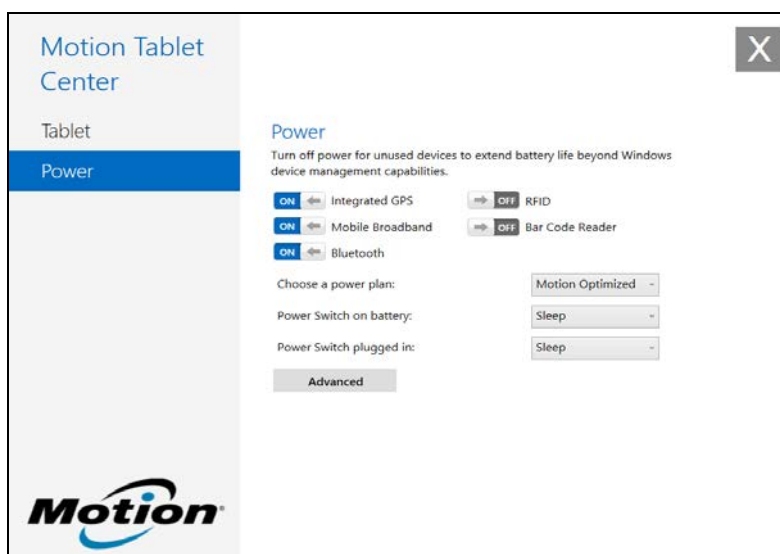 Motion Tablet
Center
X
Tablet
Power
Power
Turn off power for unused devices to extend battery life beyond Windows
device management capabilities.
ON Integrated GPS
OFF RFID
ON Mobile Broadband
OFF Bar Code Reader
ON Bluetooth
Choose a power plan: Motion Optimized
Power Switch on battery: Sleep
Power Switch plugged in: Sleep
Advanced
Motion